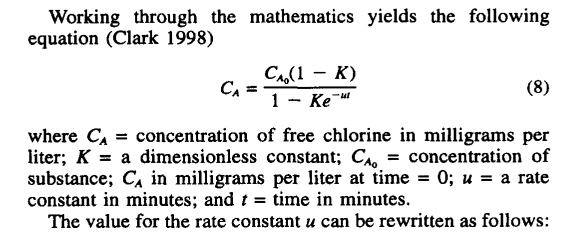 Working through the mathematics yields the following
equation (Clark 1998)
C_A = C_{A_0}(1 − K) / 1 − Ke^{−ut} (8)
where C_A = concentration of free chlorine in milligrams per
liter; K = a dimensionless constant; C_{A_0} = concentration of
substance; C_A in milligrams per liter at time = 0; u = a rate
constant in minutes; and t = time in minutes.
The value for the rate constant u can be rewritten as follows: